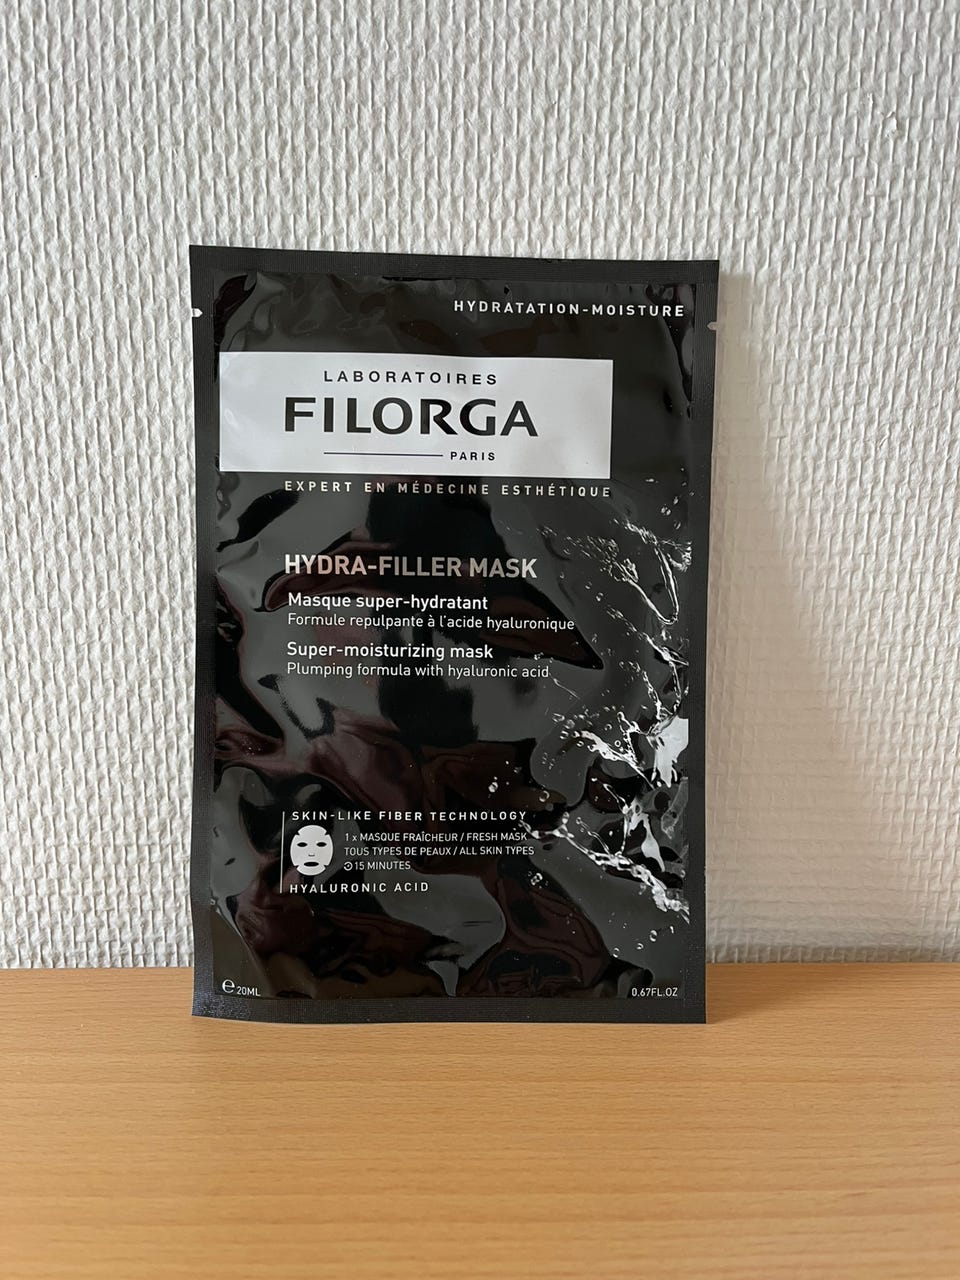 HYDRATATION-MOISTURE
LABORATOIRES
FILORGA
PARIS
EXPERT EN MÉDECINE ESTHÉTIQUE
HYDRA-FILLER MASK
Masque super-hydratant
Formule repulpante à l'acide hyaluronique
Super-moisturizing mask
Plumping formula with hyaluronic acid
SKIN-LIKE FIBER TECHNOLOGY
1 x MASQUE FRAÎCHEUR / FRESH MASK
TOUS TYPES DE PEAUX / ALL SKIN TYPES
15 MINUTES
HYALURONIC ACID
℮ 20ML
0.67FL.OZ